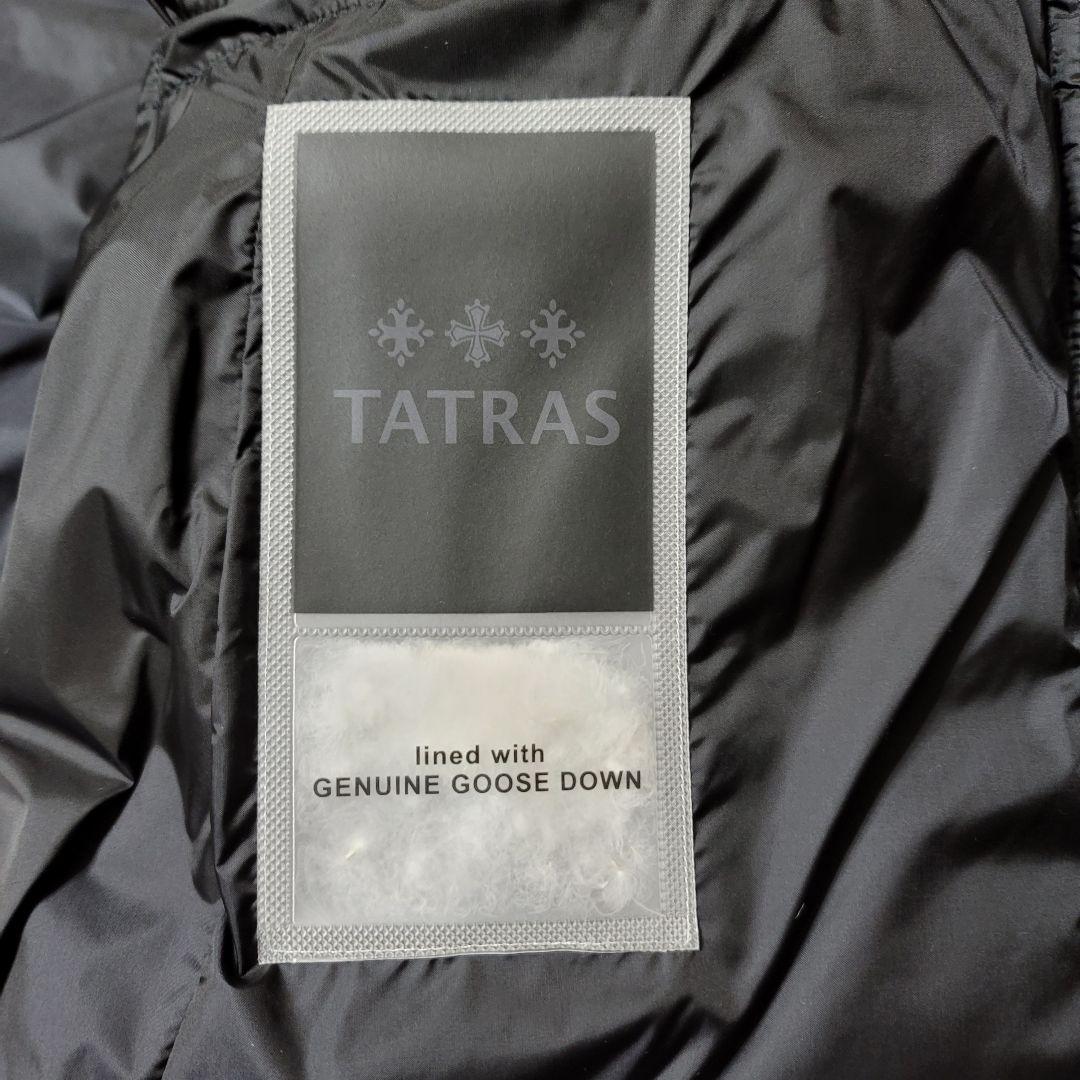 TATRAS
lined with
GENUINE GOOSE DOWN